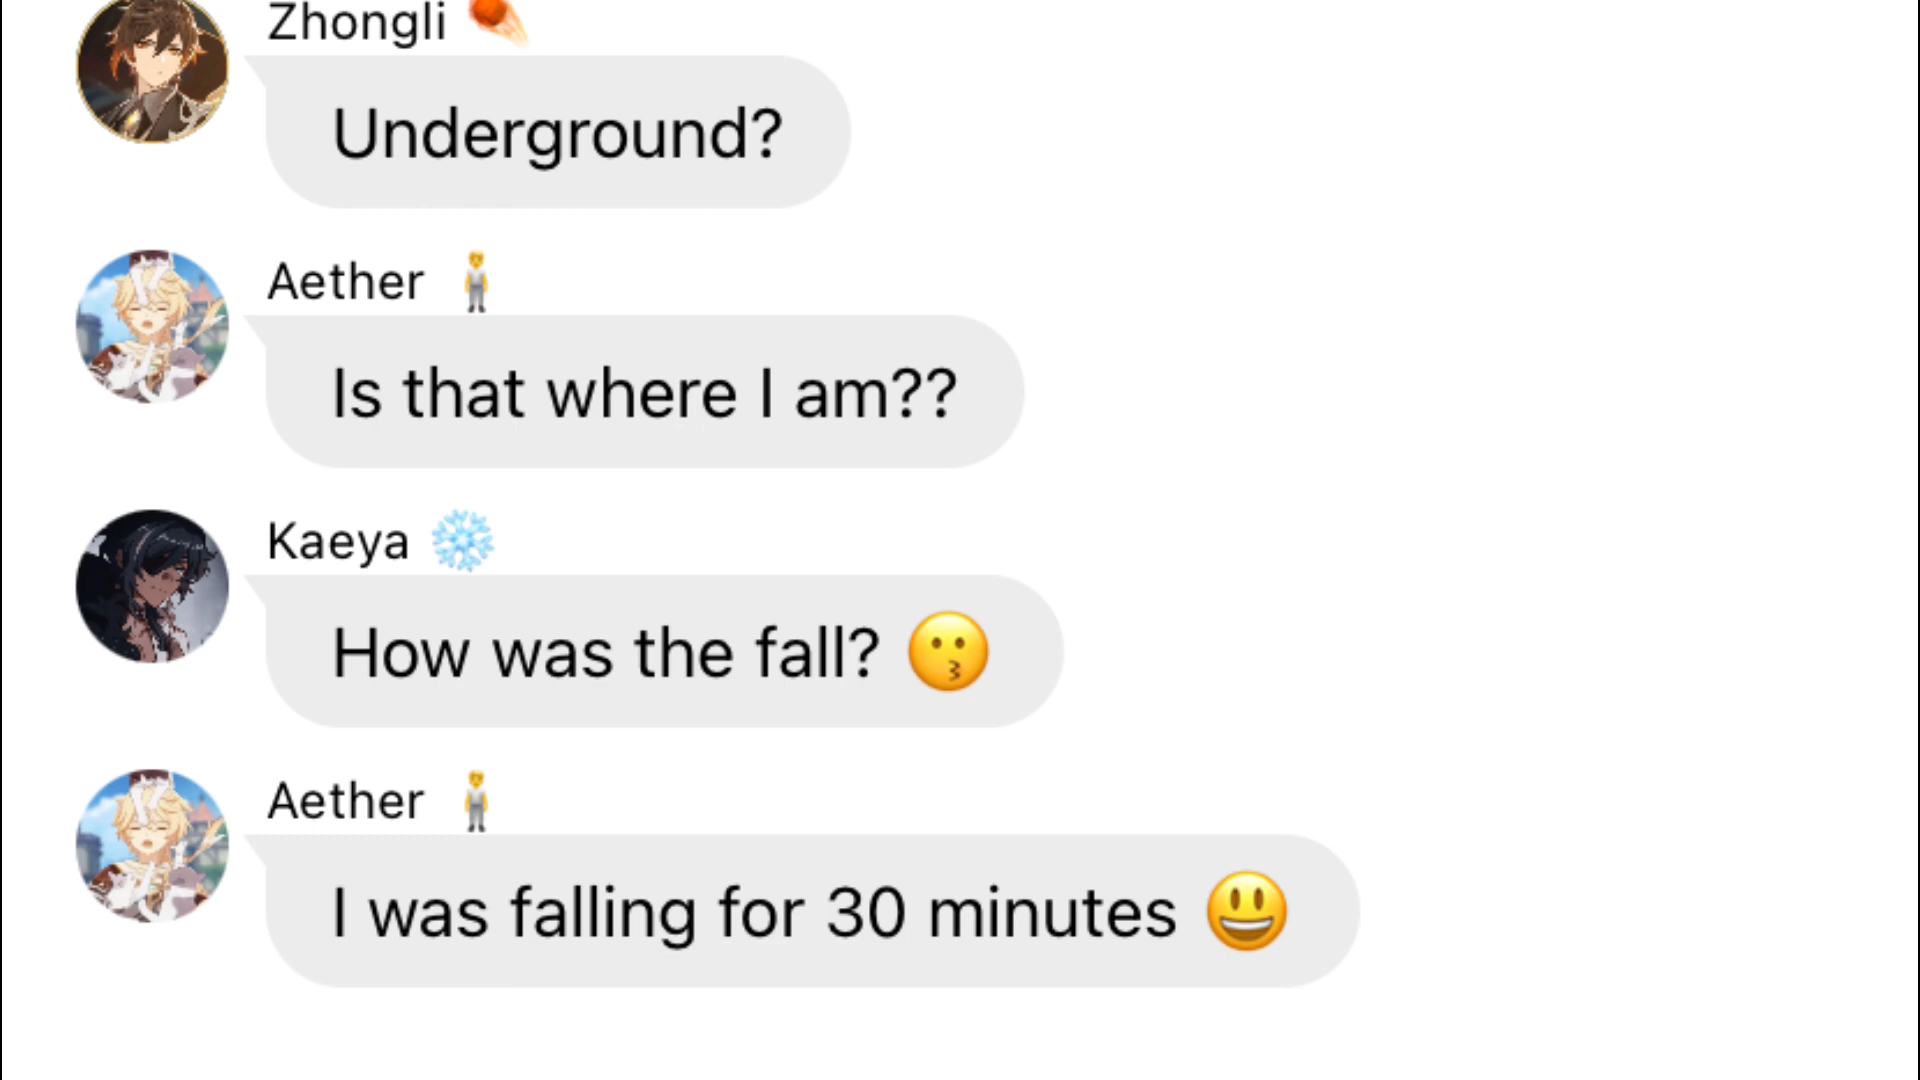 Zhongli ☄️
Underground?
Aether 🧍
Is that where I am??
Kaeya ❄️
How was the fall? 😗
Aether 🧍
I was falling for 30 minutes 😃